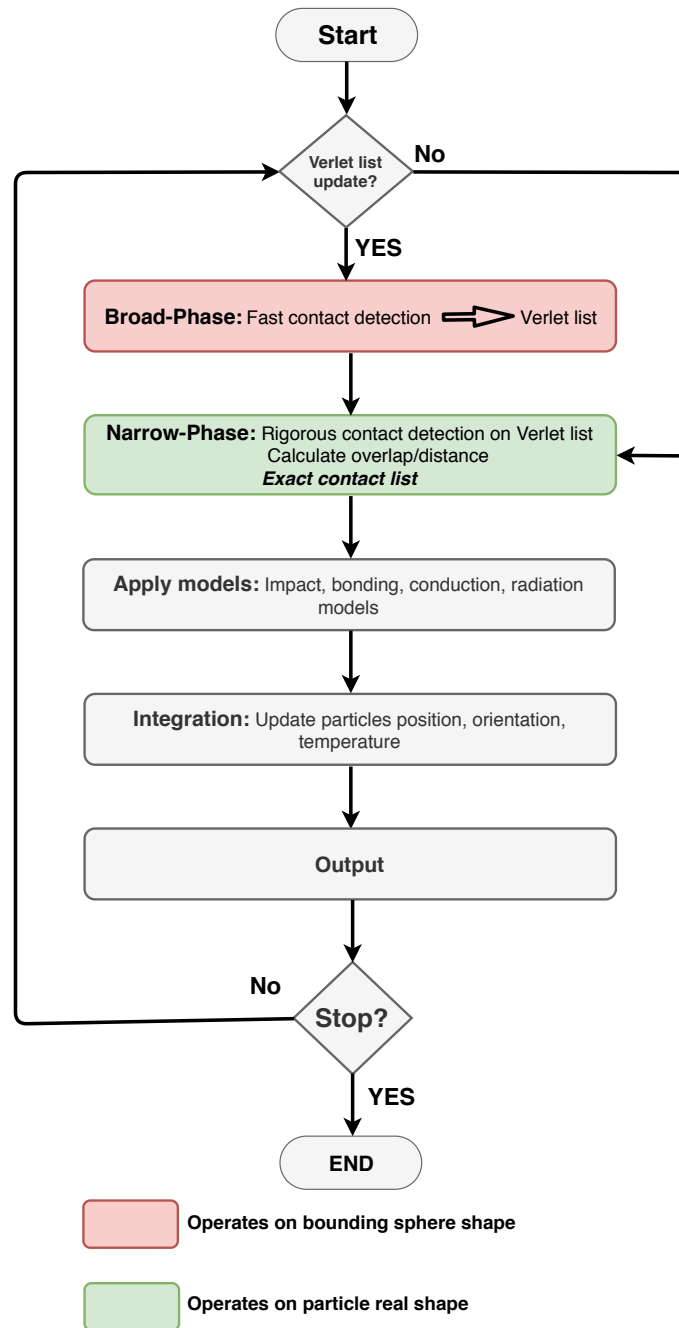 Start
Verlet list
update?
No
YES
Broad-Phase: Fast contact detection Verlet list
Narrow-Phase: Rigorous contact detection on Verlet list
Calculate overlap/distance
Exact contact list
Apply models: Impact, bonding, conduction, radiation
models
Integration: Update particles position, orientation,
temperature
Output
No
Stop?
YES
END
Operates on bounding sphere shape
Operates on particle real shape